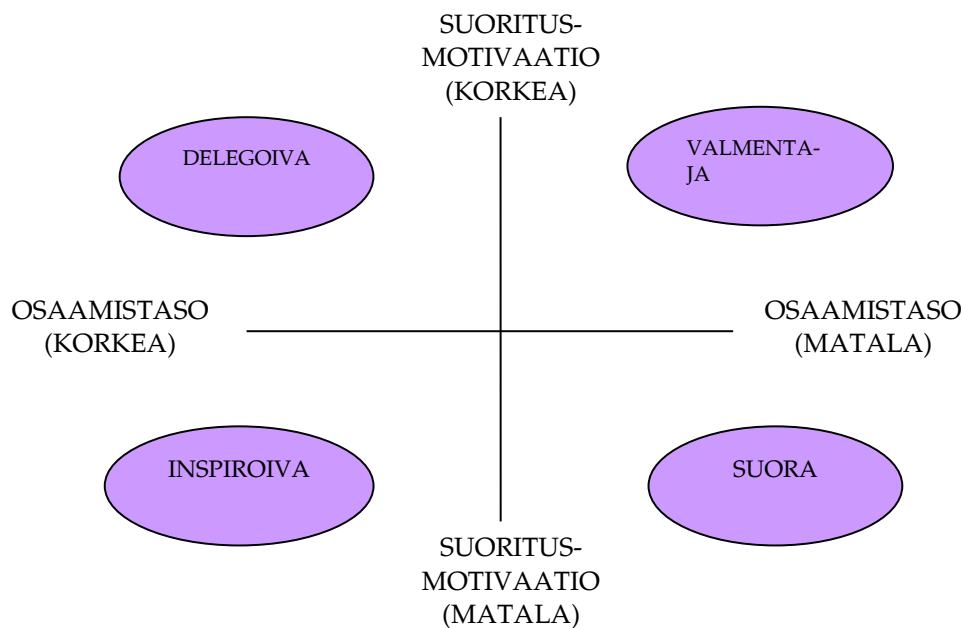 SUORITUS-
MOTIVAATIO
(KORKEA)
DELEGOIVA
VALMENTA-
JA
OSAAMISTASO
(KORKEA)
OSAAMISTASO
(MATALA)
INSPIROIVA
SUORA
SUORITUS-
MOTIVAATIO
(MATALA)